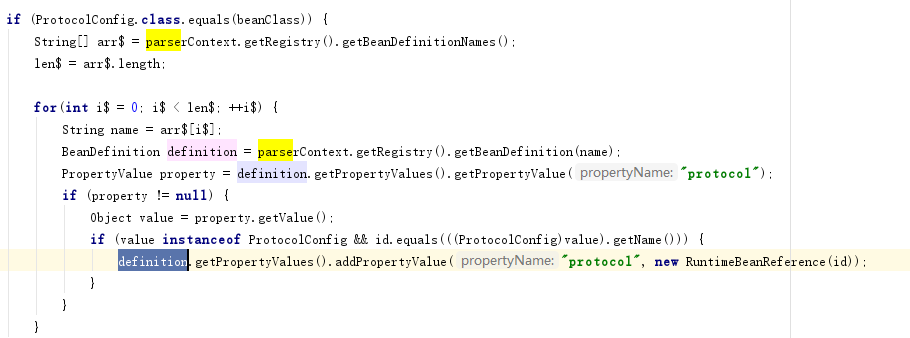 if (ProtocolConfig.class.equals(beanClass)) {
String[] arr$ = parserContext.getRegistry().getBeanDefinitionNames();
len$ = arr$.length;
for(int i$ = 0; i$ < len$; ++i$) {
String name = arr$[i$];
BeanDefinition definition = parserContext.getRegistry().getBeanDefinition(name);
PropertyValue property = definition.getPropertyValues().getPropertyValue( propertyName: "protocol");
if (property != null) {
Object value = property.getValue();
if (value instanceof ProtocolConfig && id.equals(((ProtocolConfig)value).getName())) {
definition.getPropertyValues().addPropertyValue( propertyName: "protocol", new RuntimeBeanReference(id));
}
}
}